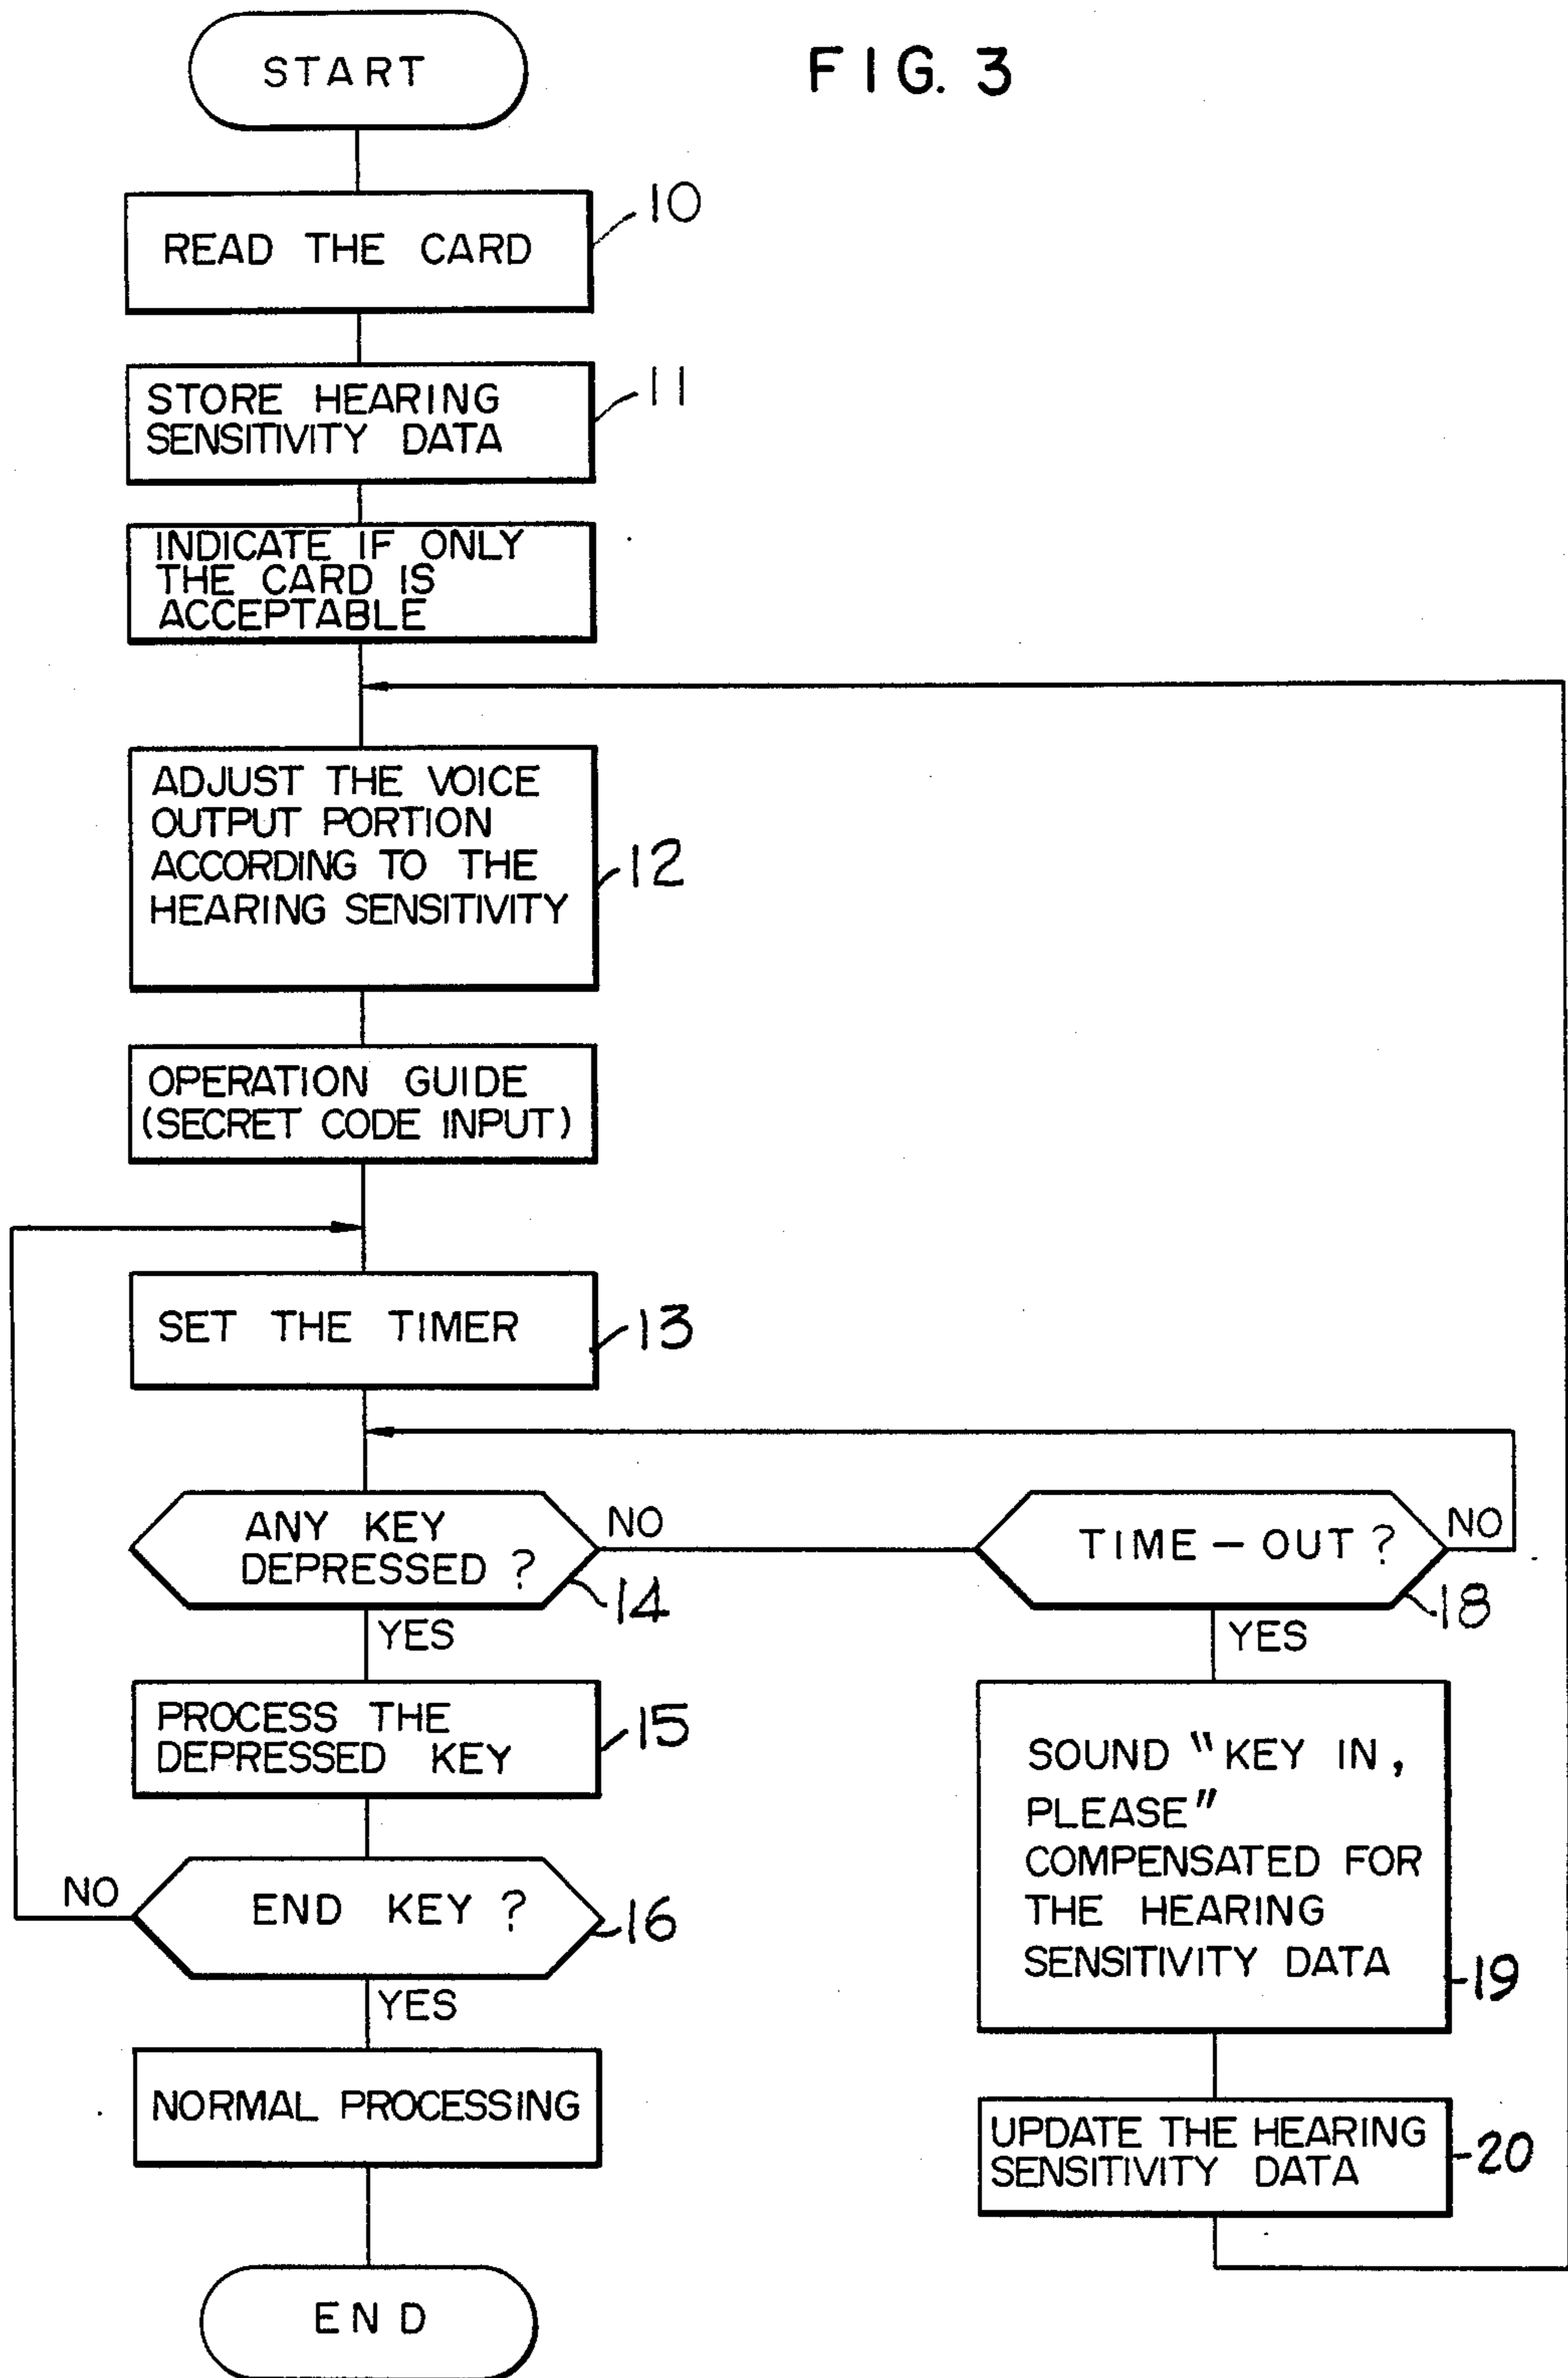 FIG. 3
START
READ THE CARD
10
STORE HEARING
SENSITIVITY DATA
11
INDICATE IF ONLY
THE CARD IS
ACCEPTABLE
ADJUST THE VOICE
OUTPUT PORTION
ACCORDING TO THE
HEARING SENSITIVITY
12
OPERATION GUIDE
(SECRET CODE INPUT)
SET THE TIMER
13
ANY KEY
DEPRESSED ?
14
NO
YES
TIME - OUT ?
18
NO
YES
PROCESS THE
DEPRESSED KEY
15
SOUND "KEY IN,
PLEASE"
COMPENSATED FOR
THE HEARING
SENSITIVITY DATA
19
END KEY ?
16
NO
YES
NORMAL PROCESSING
UPDATE THE HEARING
SENSITIVITY DATA
20
END